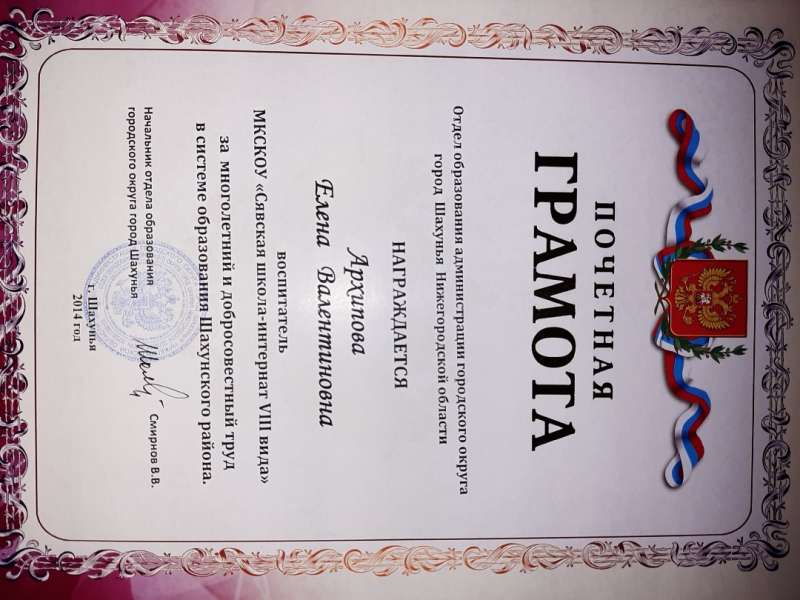 ПОЧЕТНАЯ
ГРАМОТА
Отдел образования администрации городского округа
город Шахунья Нижегородской области
НАГРАЖДАЕТСЯ
Архипова
Елена Валентиновна
воспитатель
МКСКОУ «Сявская школа-интернат VIII вида»
за многолетний и добросовестный труд
в системе образования Шахунского района.
Начальник отдела образования
городского округа город Шахунья
Смирнов В.В.
г. Шахунья
2014 год